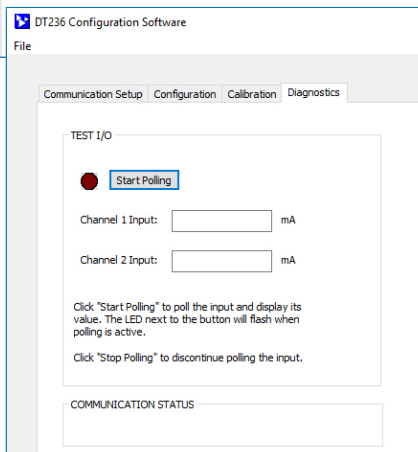 DT236 Configuration Software
File
Communication Setup Configuration Calibration Diagnostics
TEST I/O
Start Polling
Channel 1 Input: mA
Channel 2 Input: mA
Click "Start Polling" to poll the input and display its
value. The LED next to the button will flash when
polling is active.
Click "Stop Polling" to discontinue polling the input.
COMMUNICATION STATUS